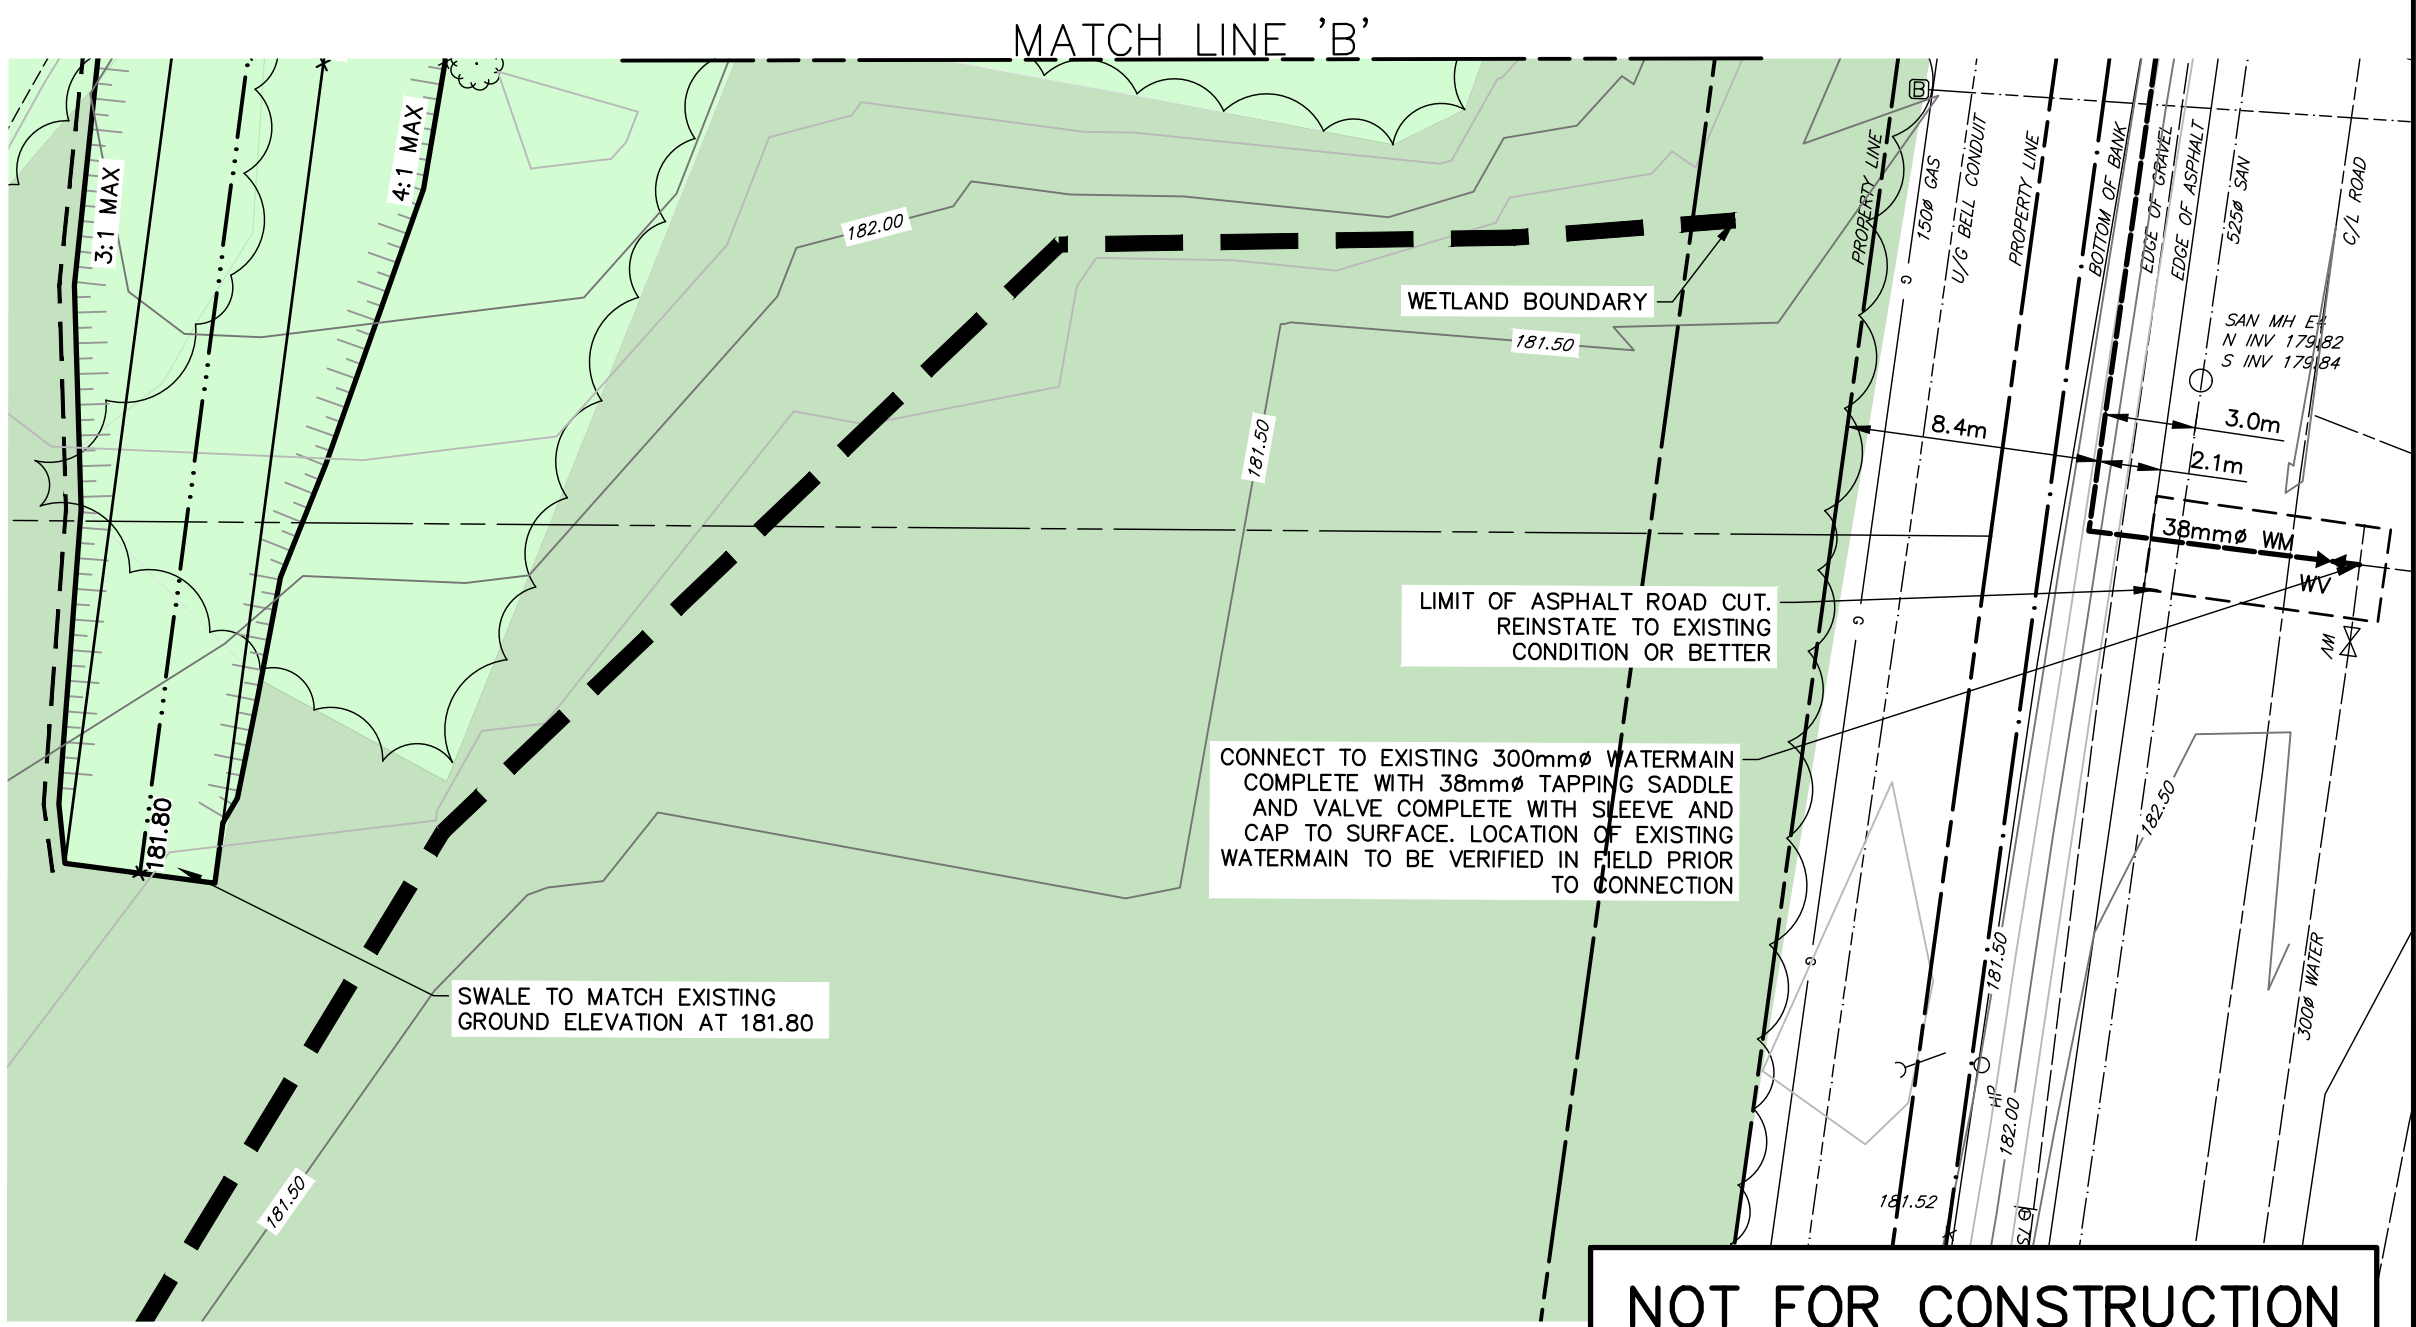 MATCH LINE 'B'
3:1 MAX
4:1 MAX
182.00
WETLAND BOUNDARY
181.50
181.50
B
PROPERTY LINE
150ø GAS
U/G BELL CONDUIT
PROPERTY LINE
BOTTOM OF BANK
EDGE OF GRAVEL
EDGE OF ASPHALT
525ø SAN
C/L ROAD
G
SAN MH E4
N INV 179.82
S INV 179.84
8.4m
3.0m
2.1m
38mmø WM
WV
WV
LIMIT OF ASPHALT ROAD CUT.
REINSTATE TO EXISTING
CONDITION OR BETTER
G
CONNECT TO EXISTING 300mmø WATERMAIN
COMPLETE WITH 38mmø TAPPING SADDLE
AND VALVE COMPLETE WITH SLEEVE AND
CAP TO SURFACE. LOCATION OF EXISTING
WATERMAIN TO BE VERIFIED IN FIELD PRIOR
TO CONNECTION
181.80
182.50
G
181.50
300ø WATER
SWALE TO MATCH EXISTING
GROUND ELEVATION AT 181.80
HP
182.00
181.50
181.52
ST
NOT FOR CONSTRUCTION